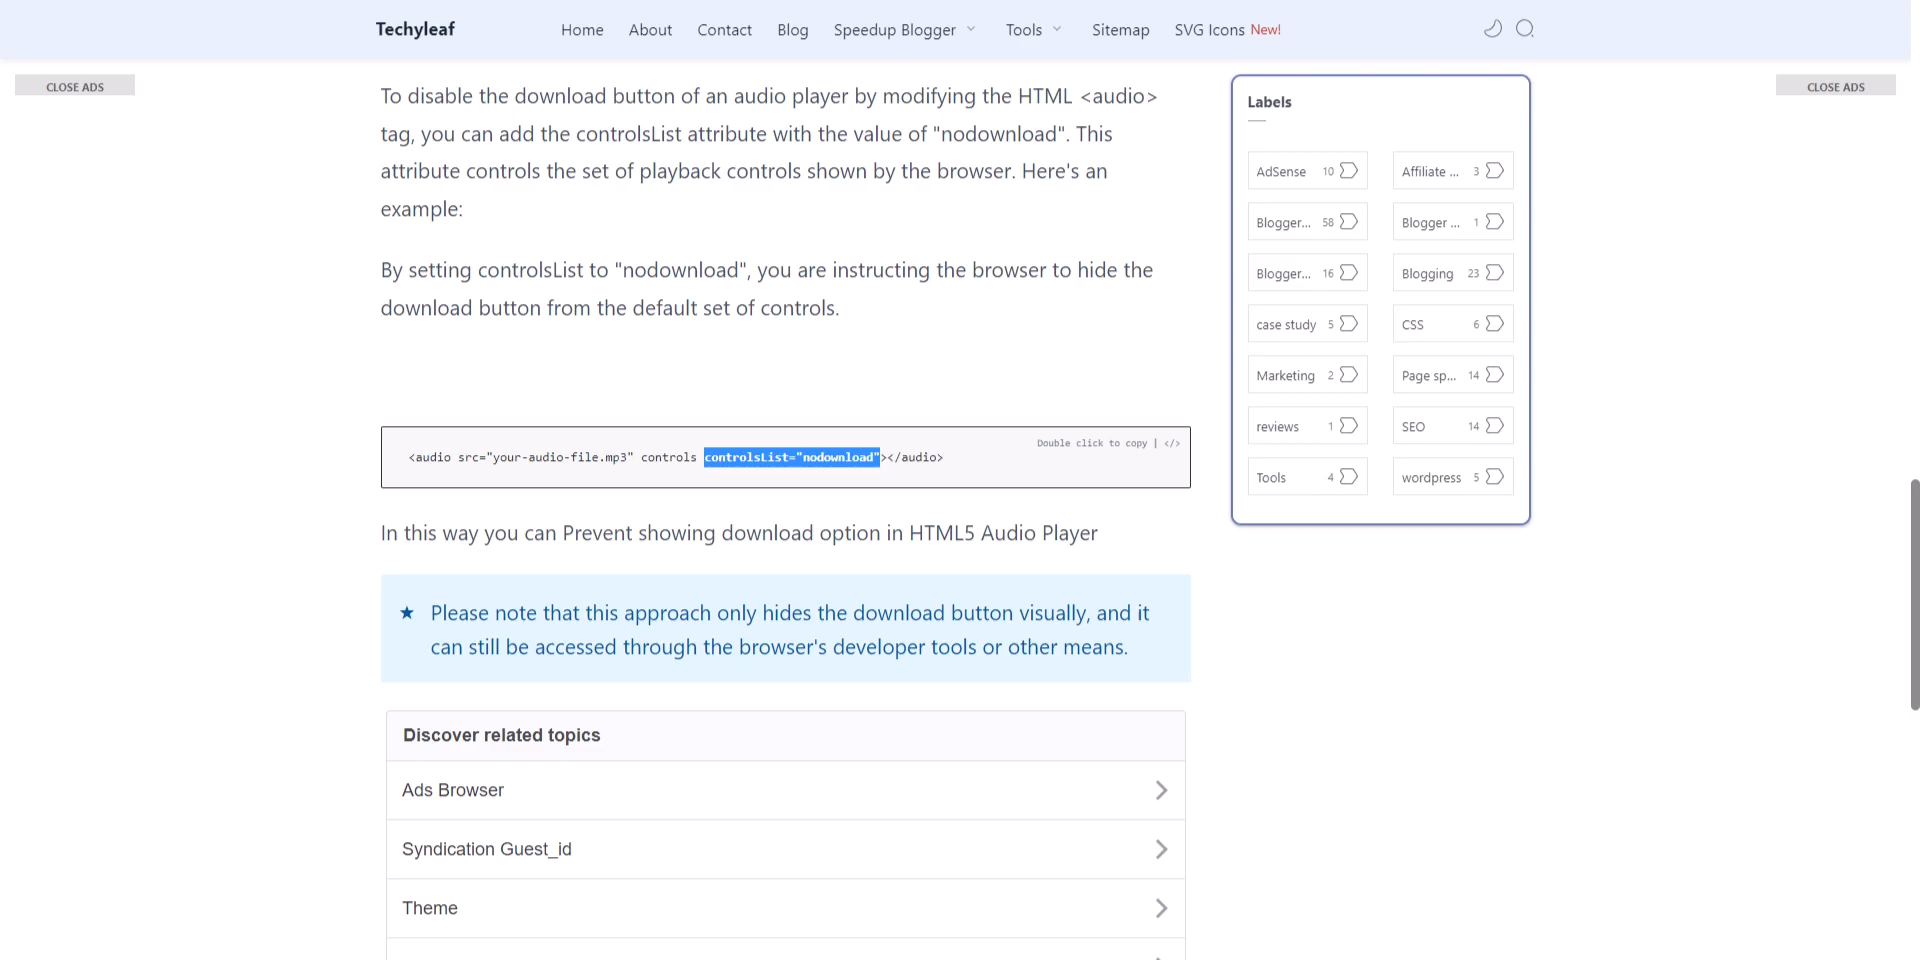 Techyleaf
Home About Contact Blog Speedup Blogger Tools Sitemap SVG Icons New!
CLOSE ADS
CLOSE ADS
To disable the download button of an audio player by modifying the HTML <audio>
tag, you can add the controlsList attribute with the value of "nodownload". This
attribute controls the set of playback controls shown by the browser. Here's an
example:
By setting controlsList to "nodownload", you are instructing the browser to hide the
download button from the default set of controls.
Double click to copy | </>
<audio src="your-audio-file.mp3" controls controlsList="nodownload"></audio>
In this way you can Prevent showing download option in HTML5 Audio Player
★ Please note that this approach only hides the download button visually, and it
can still be accessed through the browser's developer tools or other means.
Discover related topics
Ads Browser
Syndication Guest_id
Theme
Labels
AdSense 10
Affiliate ... 3
Blogger... 58
Blogger ... 1
Blogger... 16
Blogging 23
case study 5
CSS 6
Marketing 2
Page sp... 14
reviews 1
SEO 14
Tools 4
wordpress 5